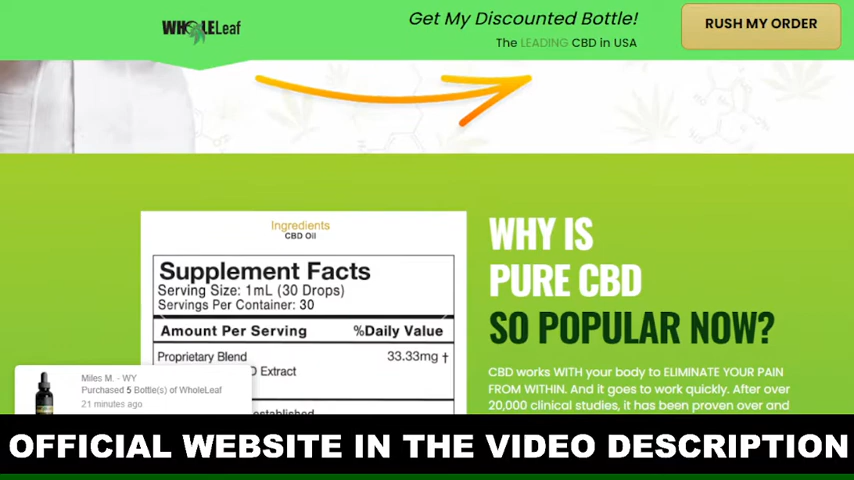 WHOLELeaf
Get My Discounted Bottle!
The LEADING CBD in USA
RUSH MY ORDER
Ingredients
CBD Oil
Supplement Facts
Serving Size: 1mL (30 Drops)
Servings Per Container: 30
Amount Per Serving %Daily Value
Proprietary Blend 33.33mg †
D Extract
established
Miles M. - WY
Purchased 5 Bottle(s) of WholeLeaf
21 minutes ago
WHY IS
PURE CBD
SO POPULAR NOW?
CBD works WITH your body to ELIMINATE YOUR PAIN
FROM WITHIN. And it goes to work quickly. After over
20,000 clinical studies, it has been proven over and
OFFICIAL WEBSITE IN THE VIDEO DESCRIPTION